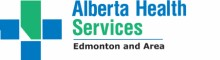 Alberta Health
Services
Edmonton and Area